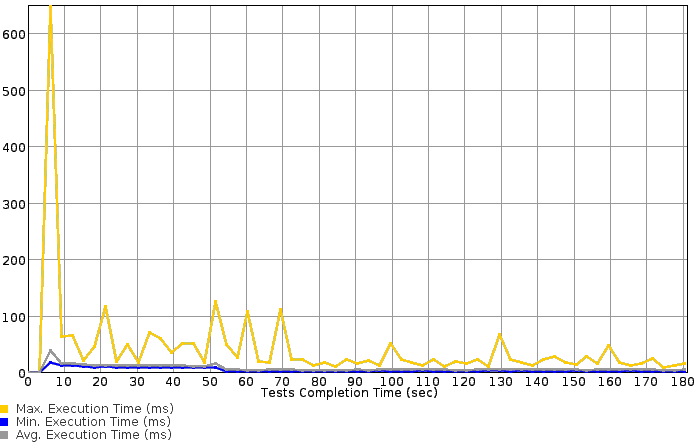 600
500
400
300
200
100
0
0 10 20 30 40 50 60 70 80 90 100 110 120 130 140 150 160 170 180
Tests Completion Time (sec)
Max. Execution Time (ms)
Min. Execution Time (ms)
Avg. Execution Time (ms)